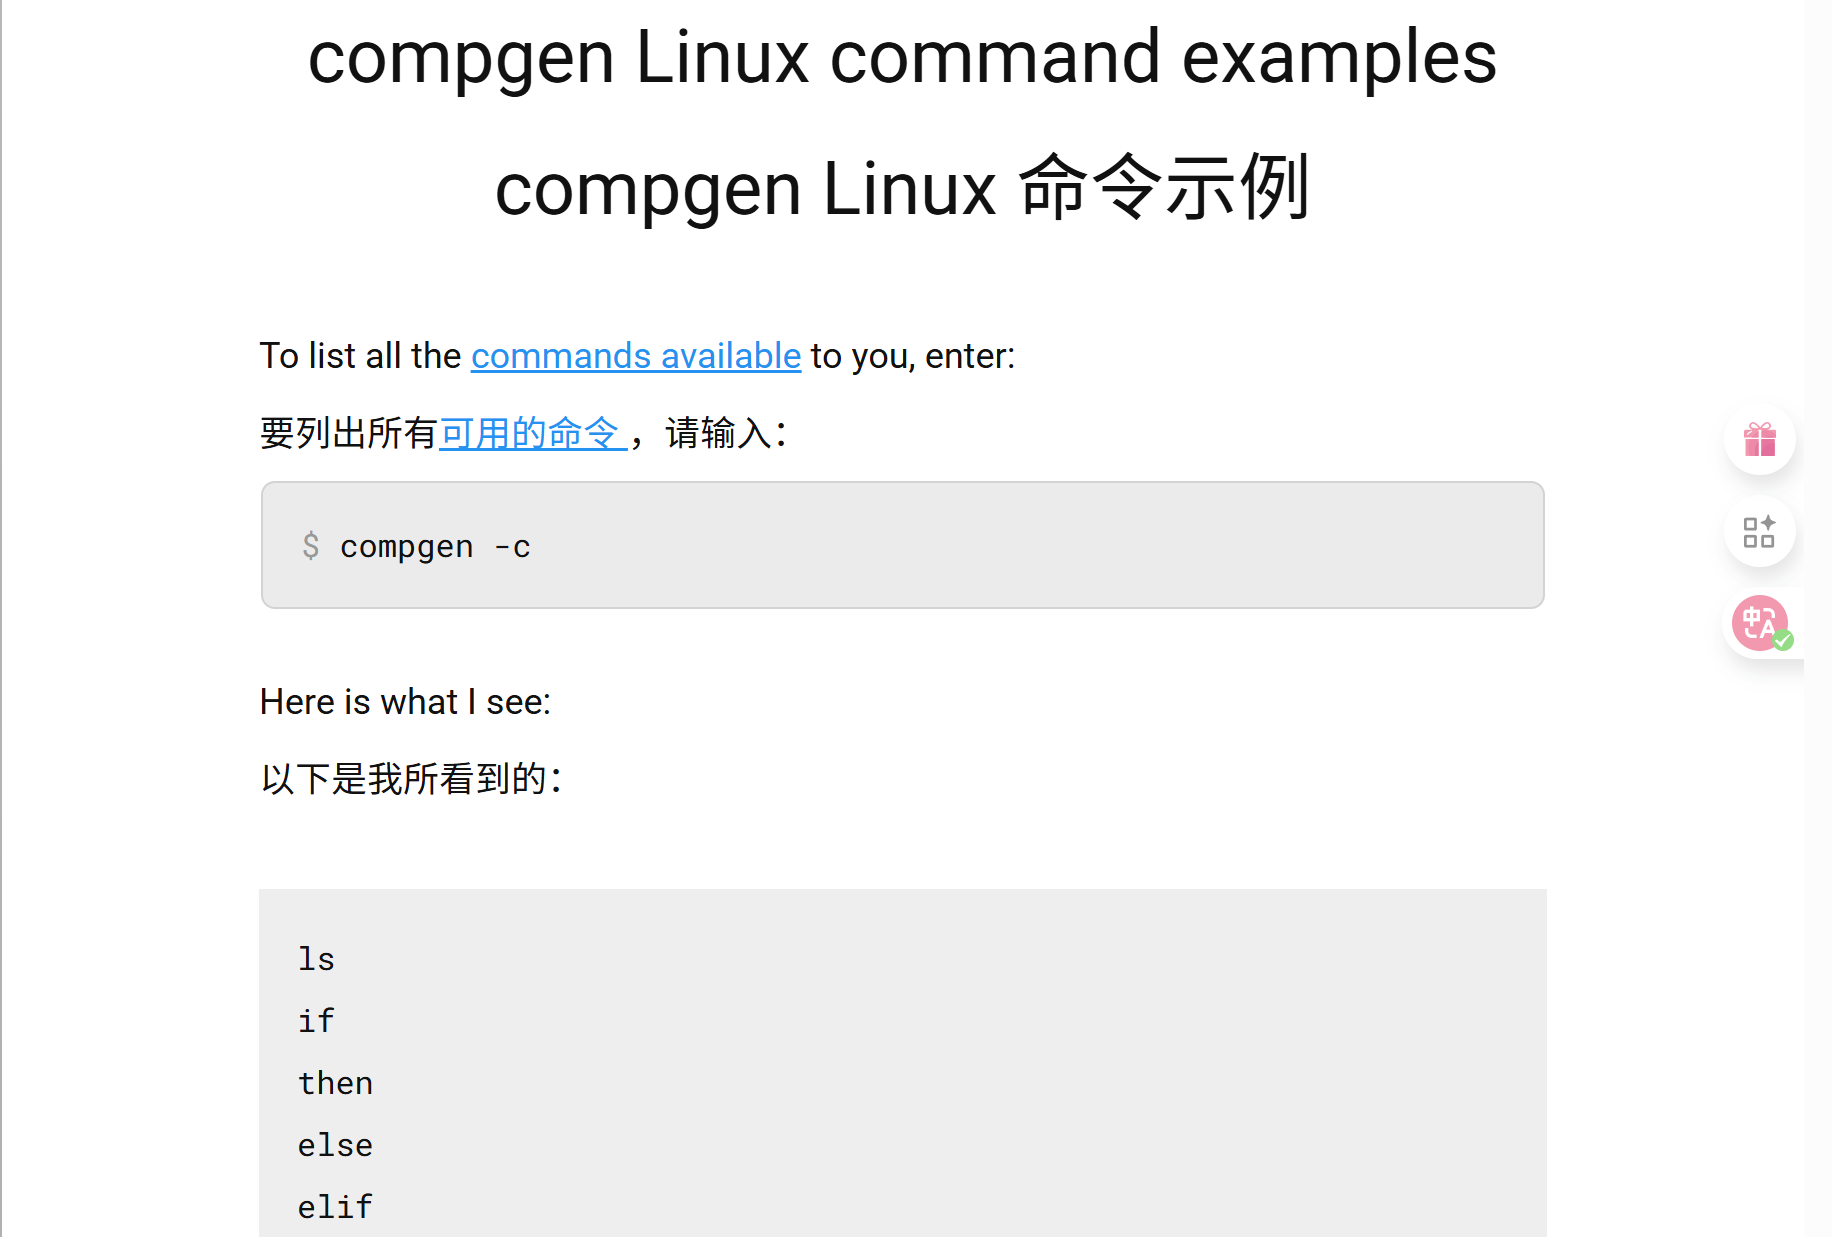 compgen Linux command examples
compgen Linux 命令示例
To list all the commands available to you, enter:
要列出所有可用的命令 ，请输入：
$ compgen -c
Here is what I see:
以下是我所看到的：
ls
if
then
else
elif